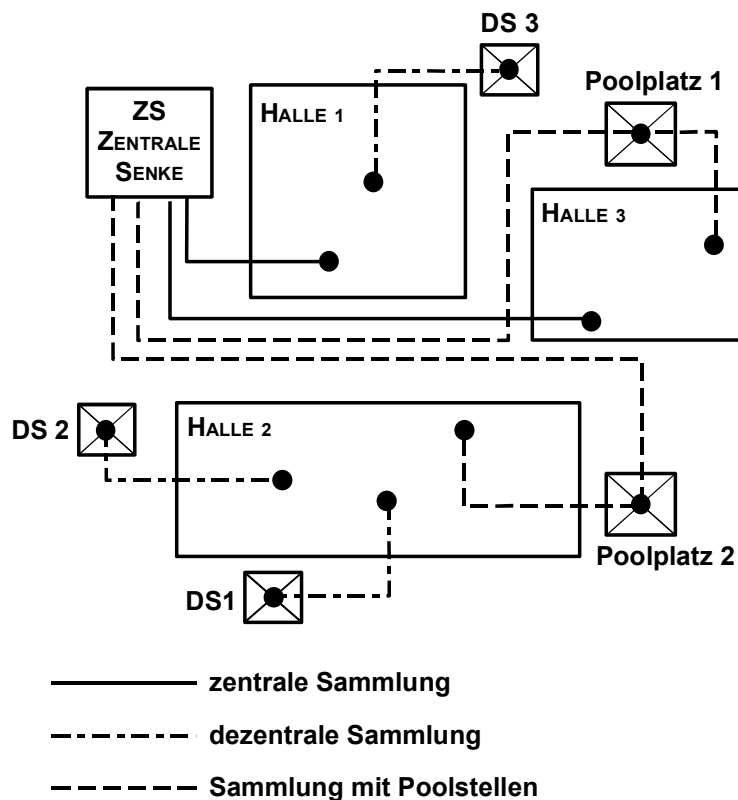 DS 3
Poolplatz 1
ZS
ZENTRALE
SENKE
HALLE 1
HALLE 3
DS 2
HALLE 2
Poolplatz 2
DS1
zentrale Sammlung
dezentrale Sammlung
Sammlung mit Poolstellen